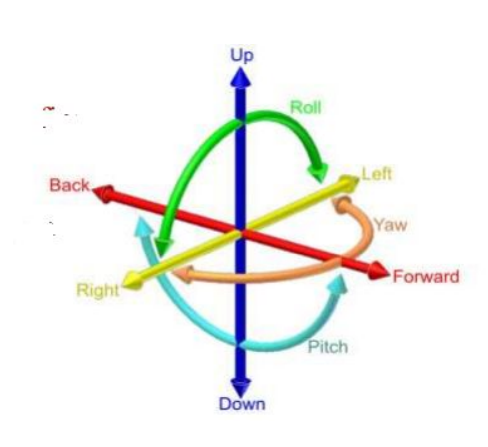 Up
Roll
Left
Back
Yaw
Forward
Right
Pitch
Down